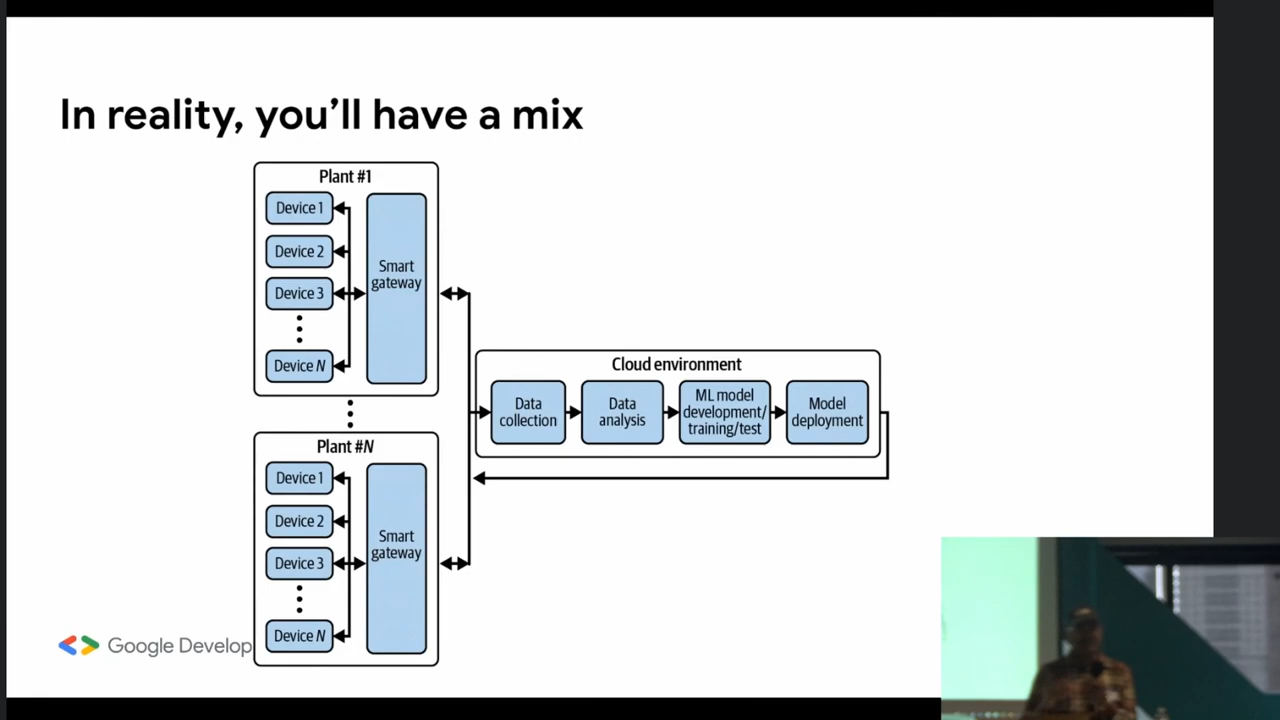 In reality, you'll have a mix
Plant #1
Device 1
Device 2
Device 3
Device N
Smart
gateway
Plant #N
Device 1
Device 2
Device 3
Device N
Smart
gateway
Cloud environment
Data
collection
Data
analysis
ML model
development/
training/test
Model
deployment
Google Develop